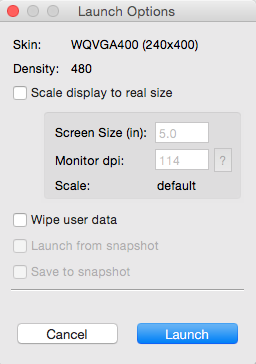 Launch Options
Skin: WQVGA400 (240x400)
Density: 480
Scale display to real size
Screen Size (in): 5.0
Monitor dpi: 114 ?
Scale: default
Wipe user data
Launch from snapshot
Save to snapshot
Cancel Launch